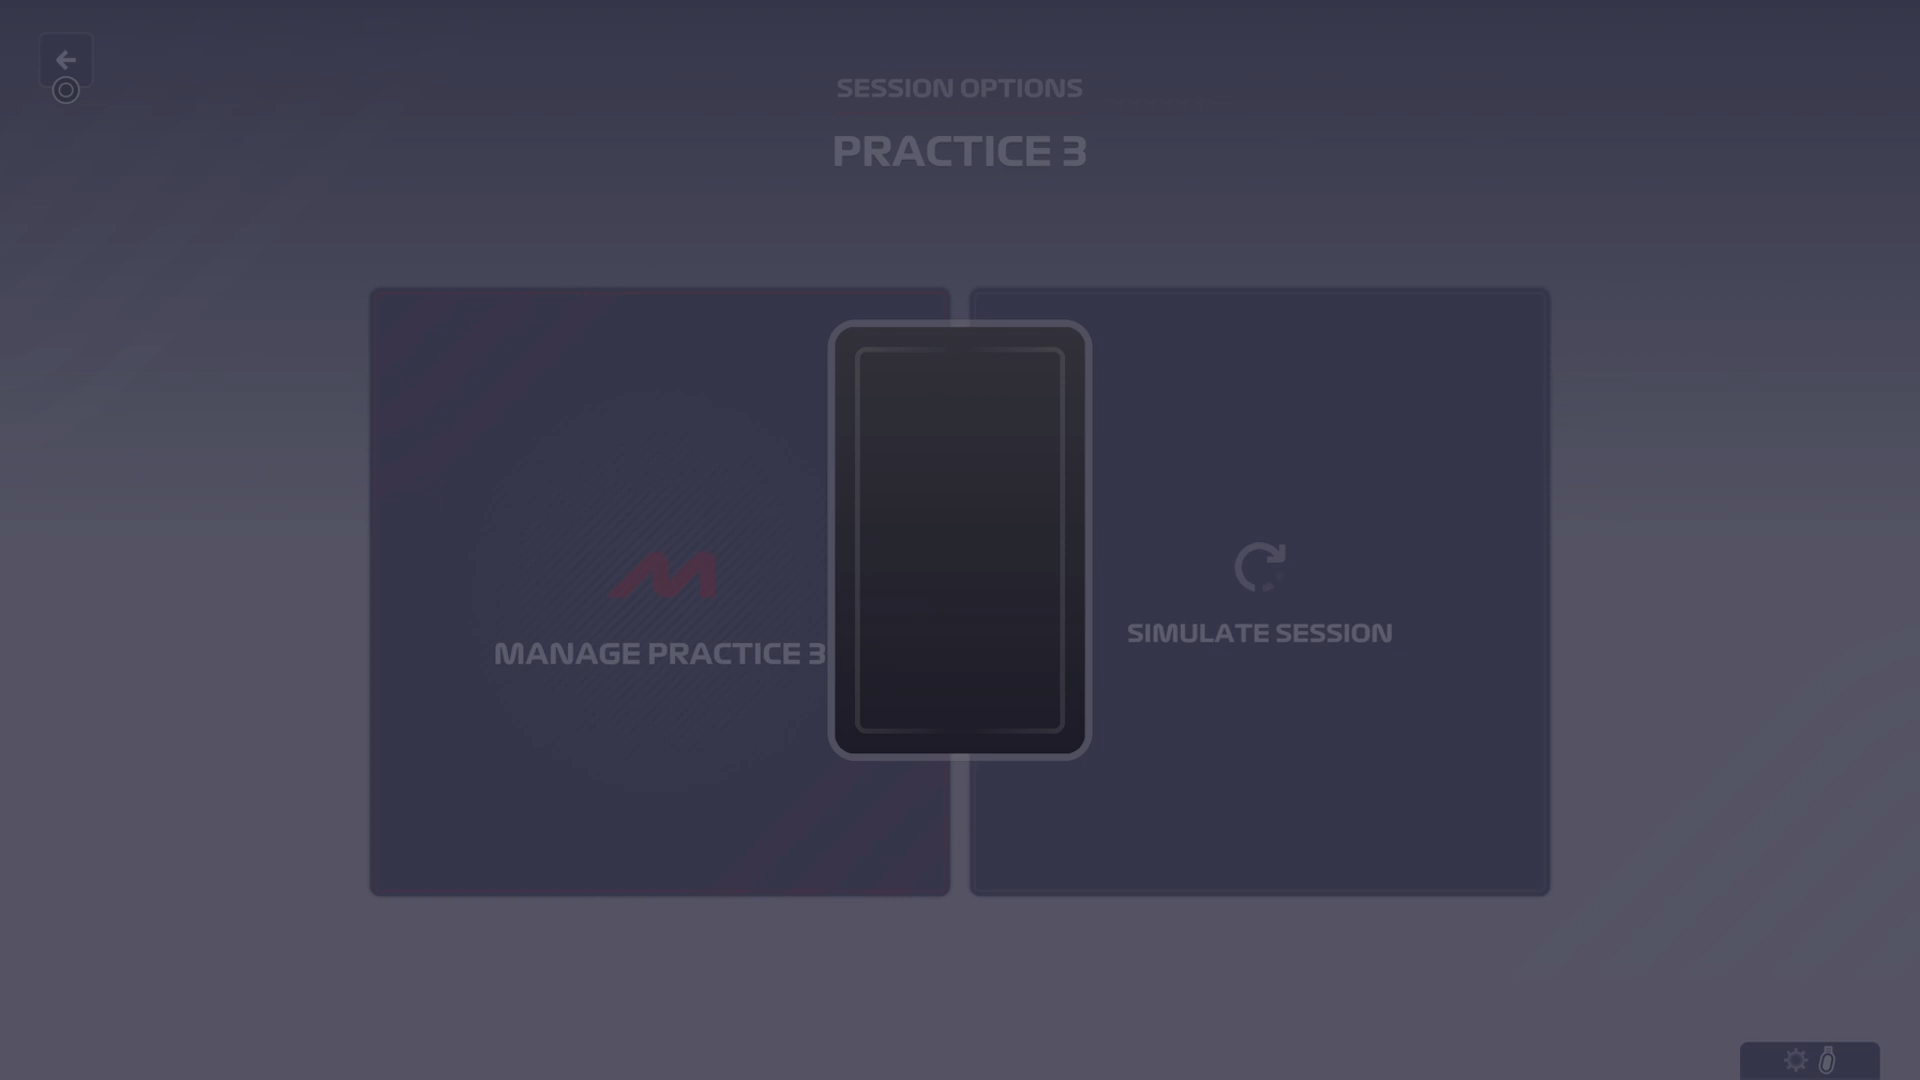 SESSION OPTIONS
PRACTICE 3
MANAGE PRACTICE 3
SIMULATE SESSION